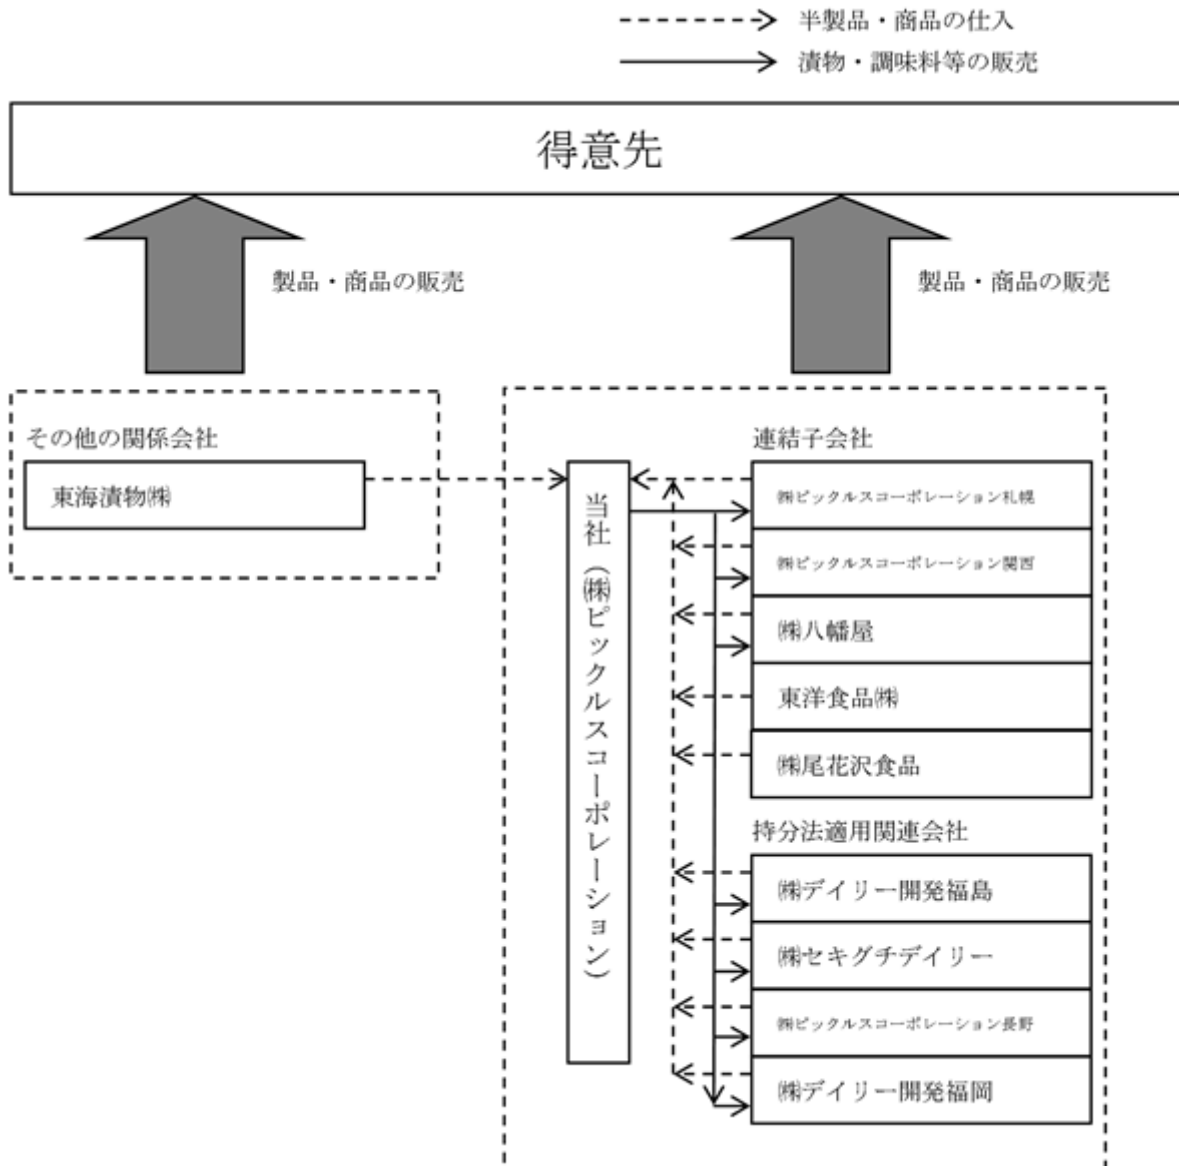 半製品・商品の仕入
漬物・調味料等の販売
得意先
製品・商品の販売
製品・商品の販売
その他の関係会社
東海漬物㈱
当社（㈱ピックルスコーポレーション）
連結子会社
㈱ピックルスコーポレーション札幌
㈱ピックルスコーポレーション関西
㈱八幡屋
東洋食品㈱
㈱尾花沢食品
持分法適用関連会社
㈱デイリー開発福島
㈱セキグチデイリー
㈱ピックルスコーポレーション長野
㈱デイリー開発福岡